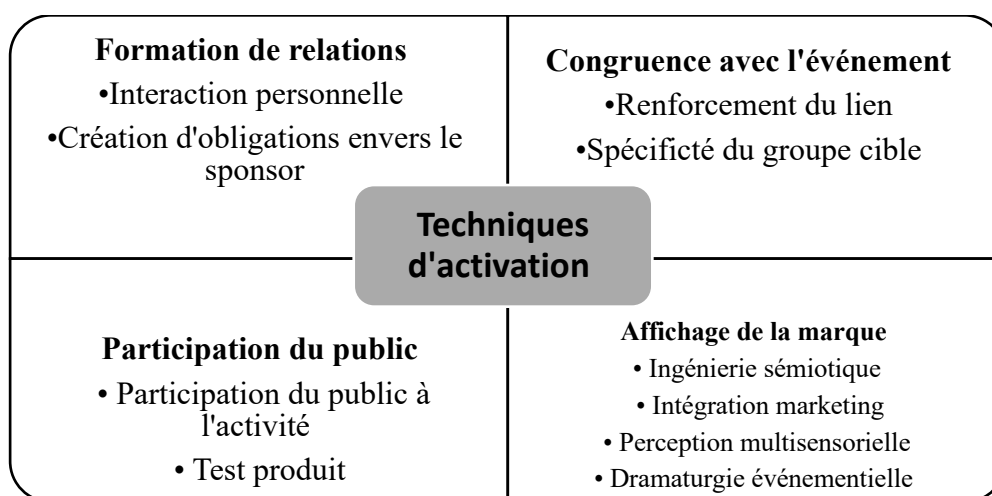 Formation de relations
•Interaction personnelle
•Création d'obligations envers le
sponsor
Congruence avec l'événement
•Renforcement du lien
•Spécificté du groupe cible
Techniques
d'activation
Participation du public
• Participation du public à
l'activité
• Test produit
Affichage de la marque
• Ingénierie sémiotique
• Intégration marketing
• Perception multisensorielle
• Dramaturgie événementielle